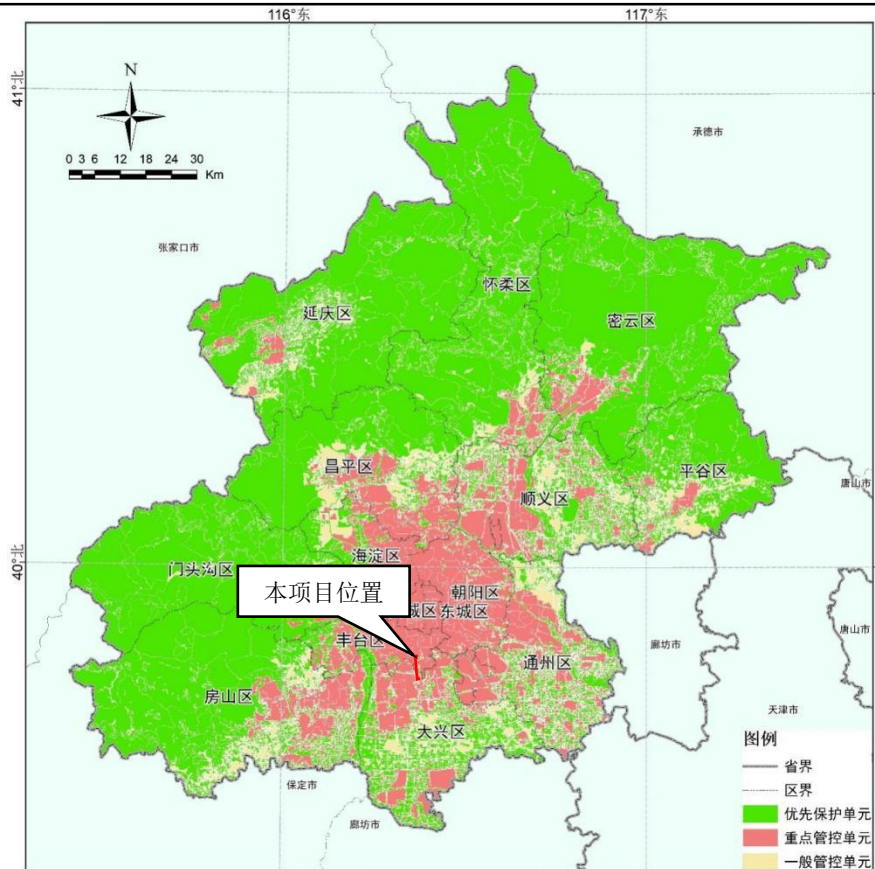 116°东
117°东
41°北
N
0 3 6 12 18 24 30
Km
承德市
张家口市
怀柔区
延庆区
密云区
昌平区
平谷区
顺义区
唐山市
40°北
海淀区
门头沟区
本项目位置
朝阳区
城区
东城区
丰台区
唐山市
廊坊市
通州区
房山区
天津市
大兴区
保定市
廊坊市
图例
省界
区界
优先保护单元
重点管控单元
一般管控单元